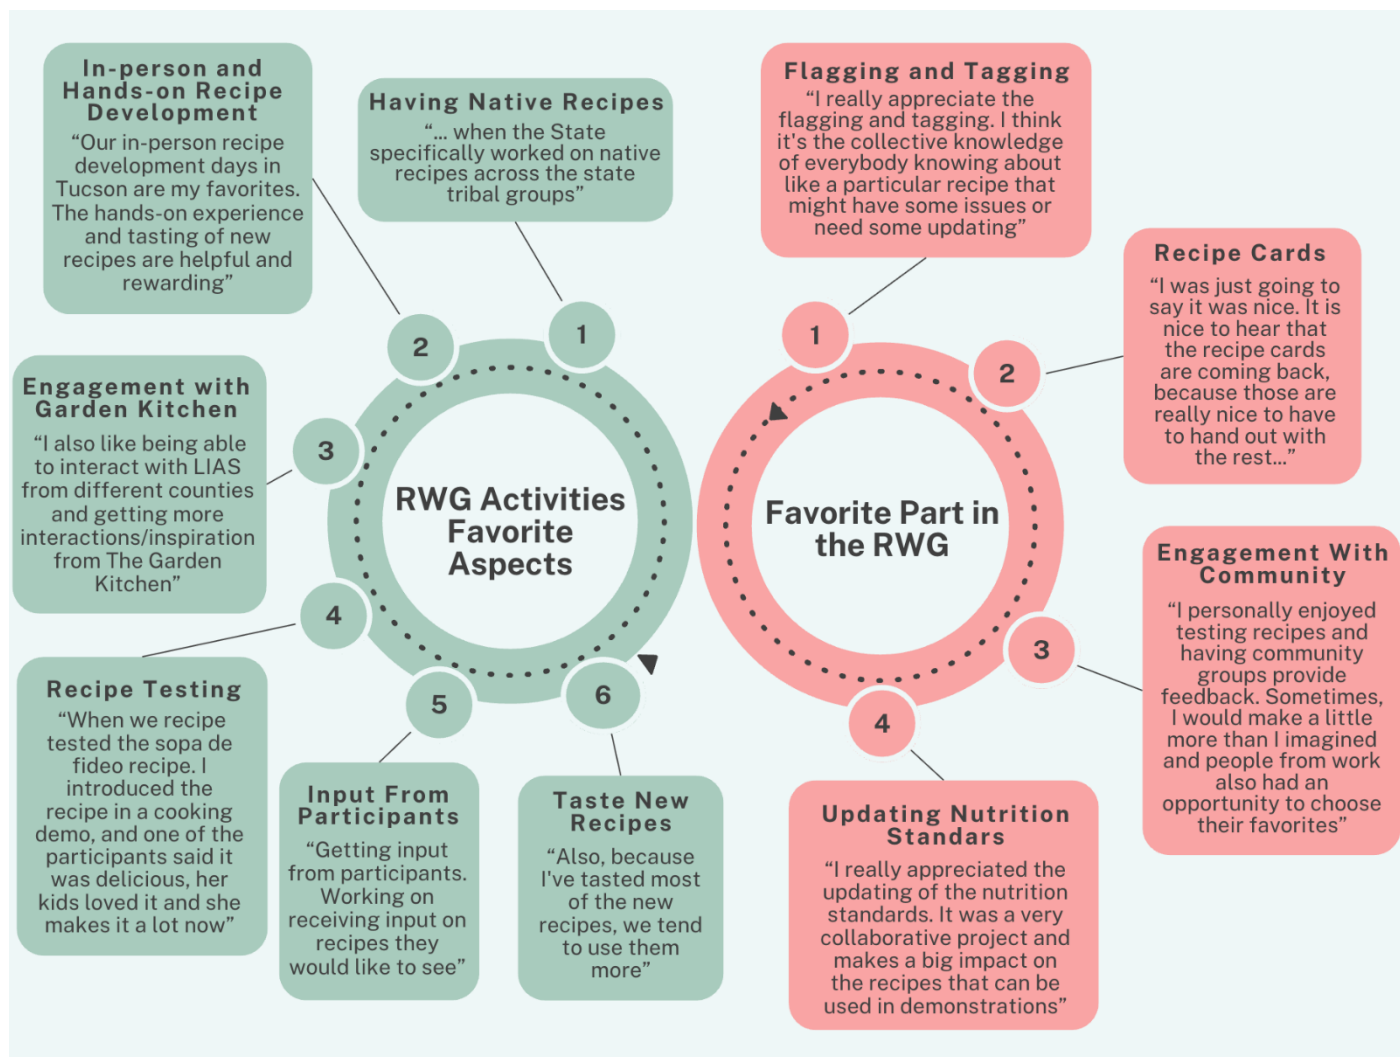 RWG Activities
Favorite
Aspects
1
Having Native Recipes
“... when the State
specifically worked on native
recipes across the state
tribal groups”
2
In-person and
Hands-on Recipe
Development
“Our in-person recipe
development days in
Tucson are my favorites.
The hands-on experience
and tasting of new
recipes are helpful and
rewarding”
3
Engagement with
Garden Kitchen
“I also like being able
to interact with LIAS
from different counties
and getting more
interactions/inspiration
from The Garden
Kitchen”
4
Recipe Testing
“When we recipe
tested the sopa de
fideo recipe. I
introduced the
recipe in a cooking
demo, and one of the
participants said it
was delicious, her
kids loved it and she
makes it a lot now”
5
Input From
Participants
“Getting input
from participants.
Working on
receiving input on
recipes they
would like to see”
6
Taste New
Recipes
“Also, because
I've tasted most
of the new
recipes, we tend
to use them
more”
Favorite Part in
the RWG
1
Flagging and Tagging
“I really appreciate the
flagging and tagging. I think
it's the collective knowledge
of everybody knowing about
like a particular recipe that
might have some issues or
need some updating”
2
Recipe Cards
“I was just going to
say it was nice. It is
nice to hear that
the recipe cards
are coming back,
because those are
really nice to have
to hand out with
the rest...”
3
Engagement With
Community
“I personally enjoyed
testing recipes and
having community
groups provide
feedback. Sometimes,
I would make a little
more than I imagined
and people from work
also had an
opportunity to choose
their favorites”
4
Updating Nutrition
Standars
“I really appreciated the
updating of the nutrition
standards. It was a very
collaborative project and
makes a big impact on
the recipes that can be
used in demonstrations”